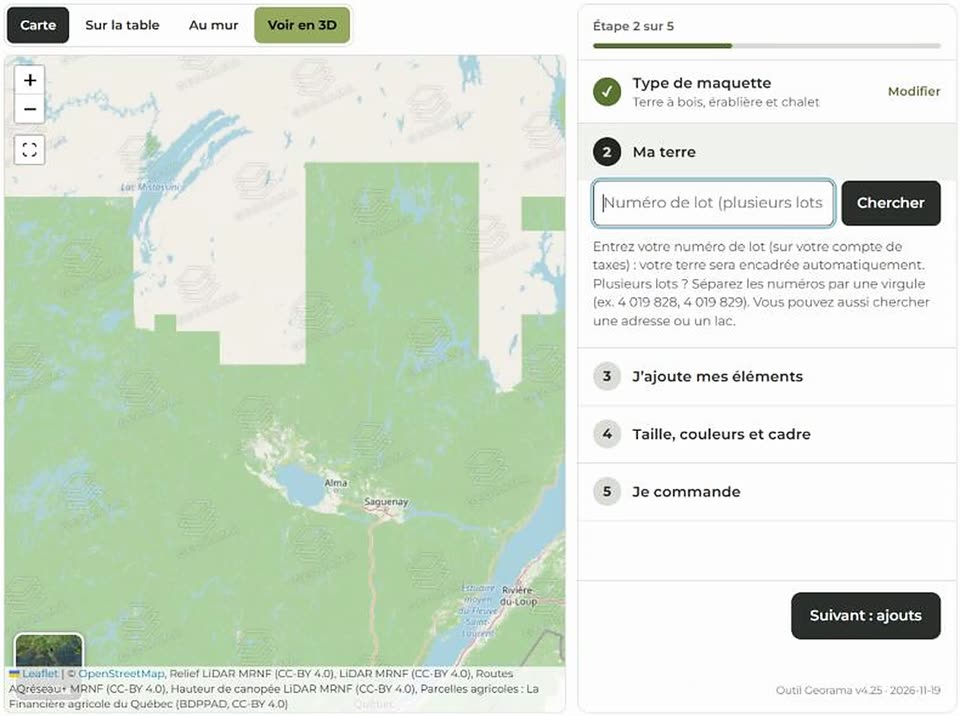 Carte
Sur la table
Au mur
Voir en 3D
+
−
Lac Mistassini
Alma
Saguenay
Estuaire
moyen
du Fleuve
Saint-
Laurent
Rivière-
du-Loup
Québec
Leaflet | © OpenStreetMap, Relief LiDAR MRNF (CC-BY 4.0), LiDAR MRNF (CC-BY 4.0), Routes
AQréseau+ MRNF (CC-BY 4.0), Hauteur de canopée LiDAR MRNF (CC-BY 4.0), Parcelles agricoles : La
Financière agricole du Québec (BDPPAD, CC-BY 4.0)
Étape 2 sur 5
Type de maquette
Terre à bois, érablière et chalet
Modifier
2 Ma terre
Numéro de lot (plusieurs lots
Chercher
Entrez votre numéro de lot (sur votre compte de
taxes) : votre terre sera encadrée automatiquement.
Plusieurs lots ? Séparez les numéros par une virgule
(ex. 4 019 828, 4 019 829). Vous pouvez aussi chercher
une adresse ou un lac.
3 J'ajoute mes éléments
4 Taille, couleurs et cadre
5 Je commande
Suivant : ajouts
Outil Georama v4.25 · 2026-11-19